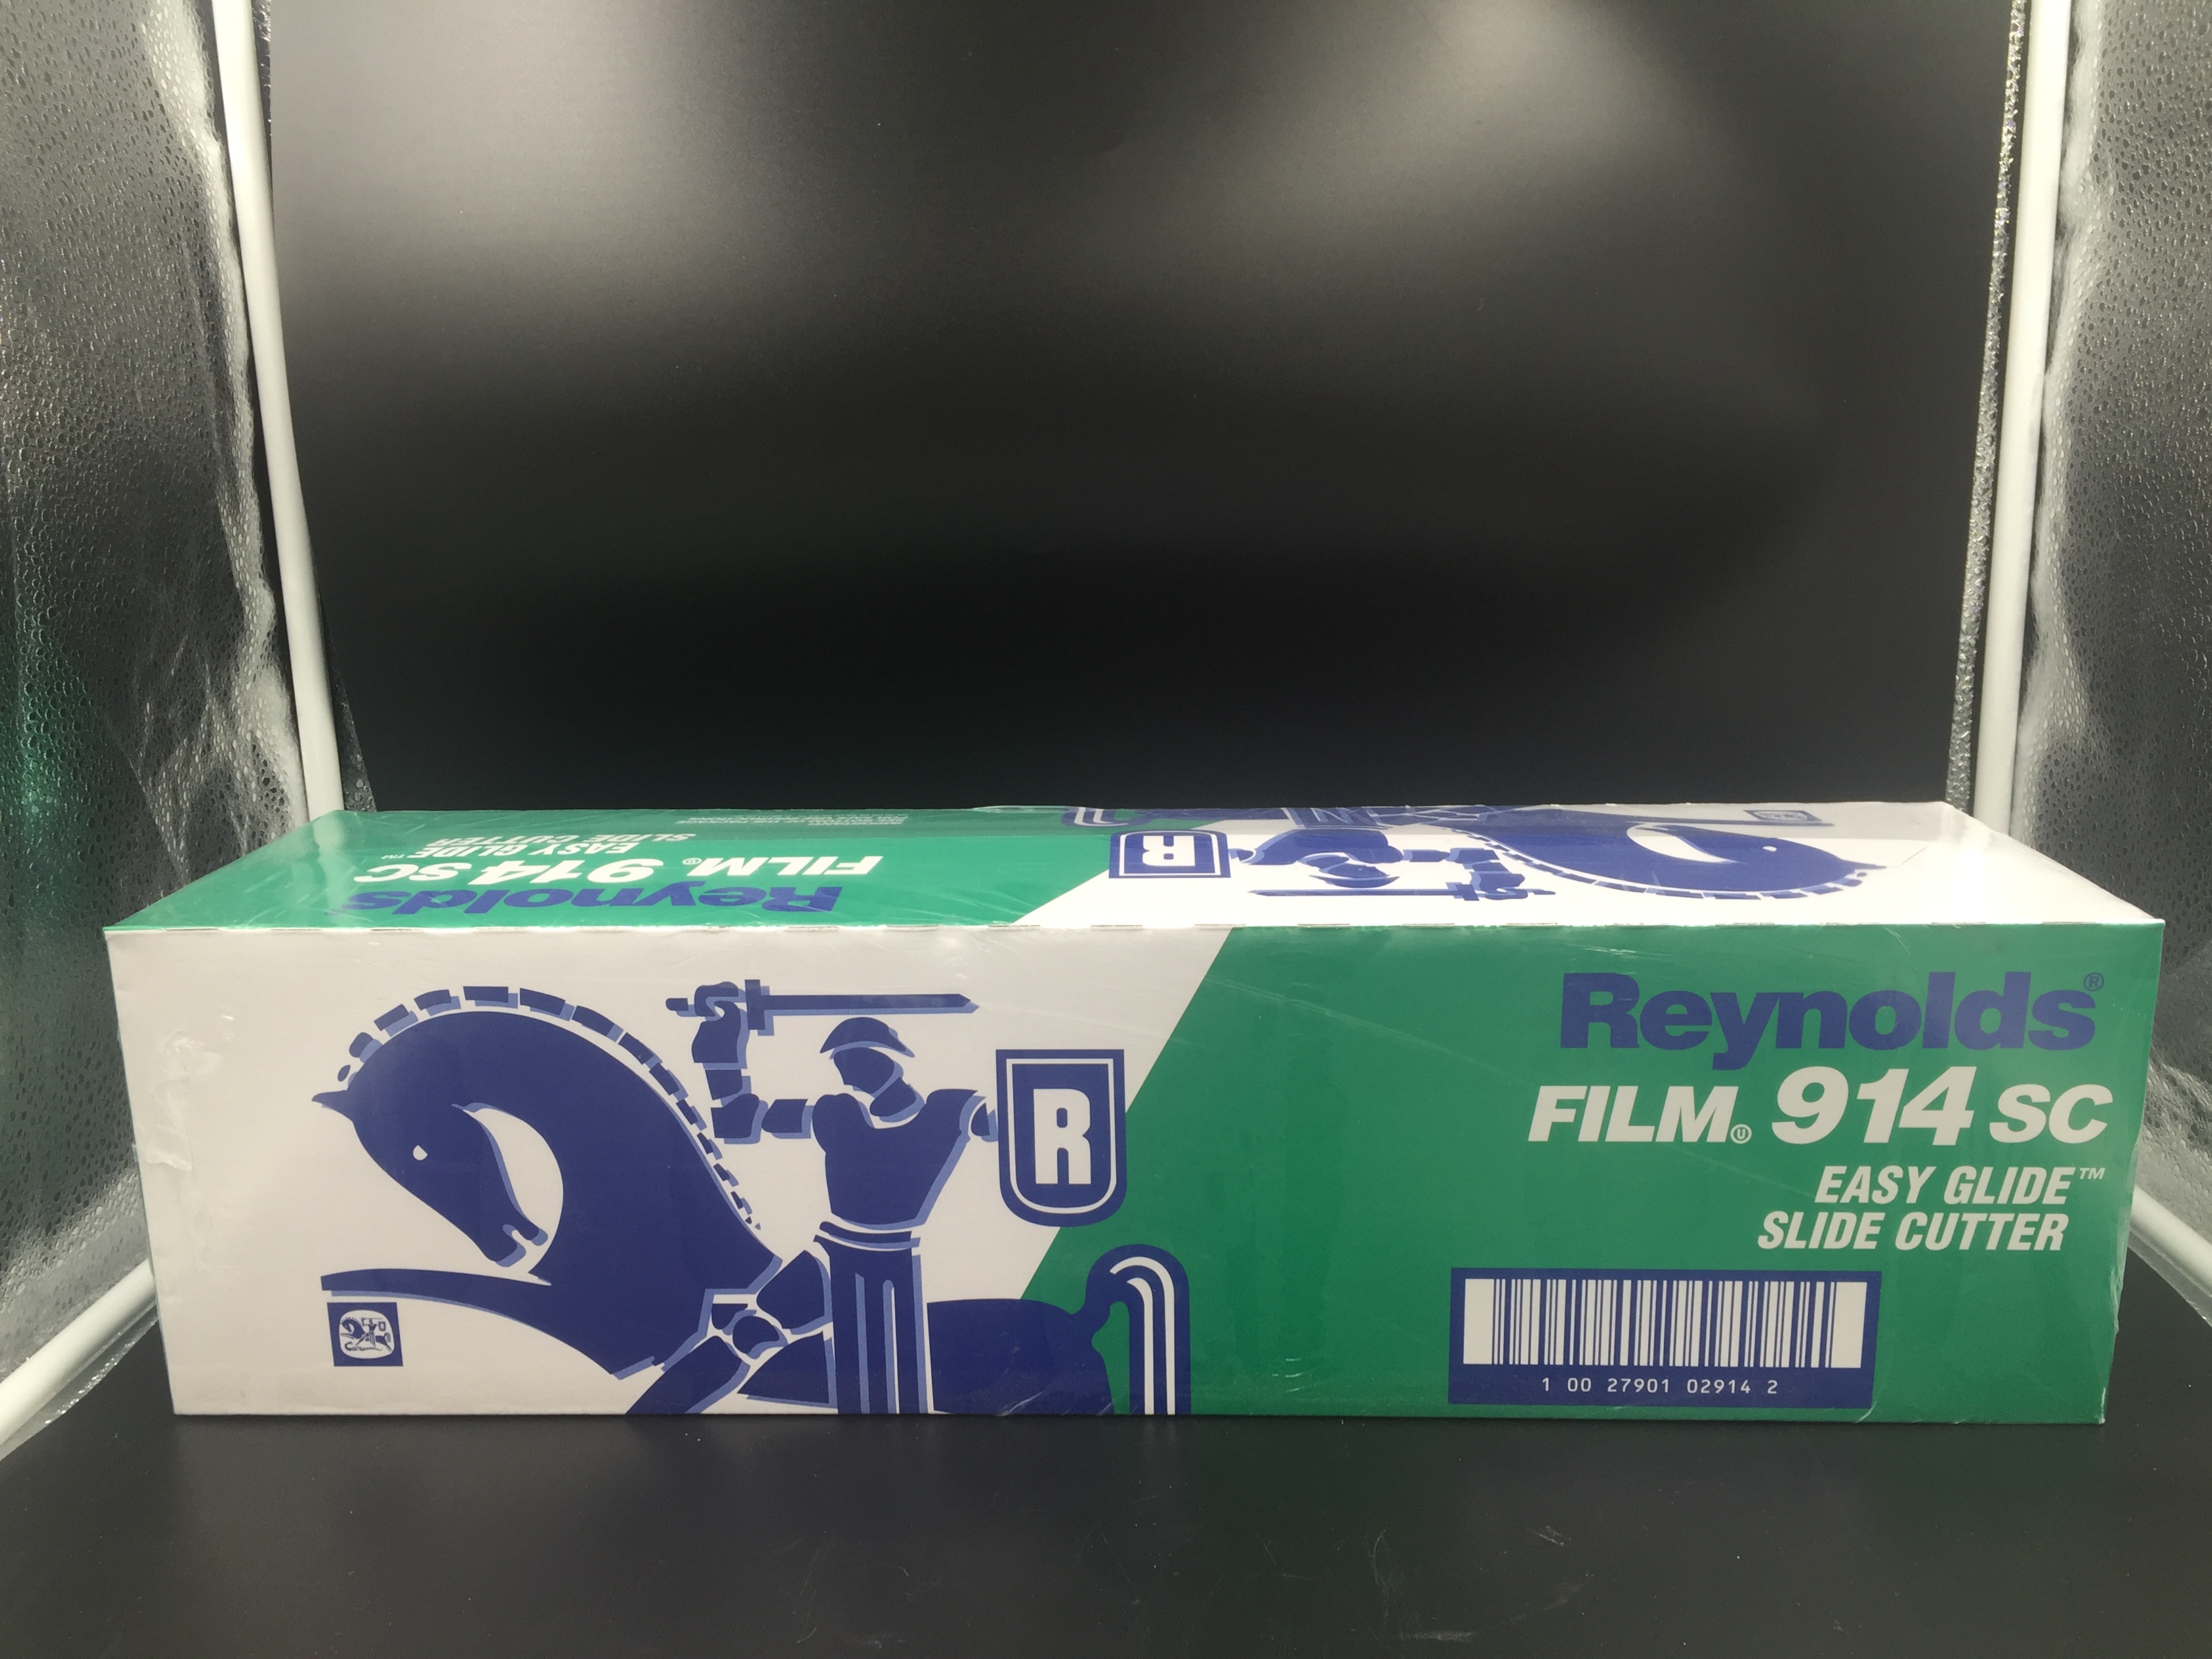 Reynolds®
FILM Ⓤ 914 SC
EASY GLIDE™
SLIDE CUTTER
R
R
Reynolds®
FILM.Ⓤ 914 SC
EASY GLIDE™
SLIDE CUTTER
1 00 27901 02914 2